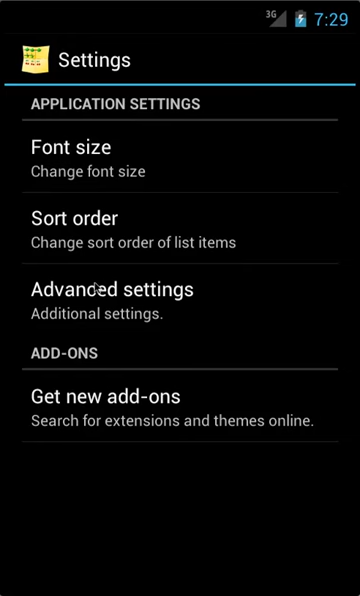 3G 7:29
Settings
APPLICATION SETTINGS
Font size
Change font size
Sort order
Change sort order of list items
Advanced settings
Additional settings.
ADD-ONS
Get new add-ons
Search for extensions and themes online.